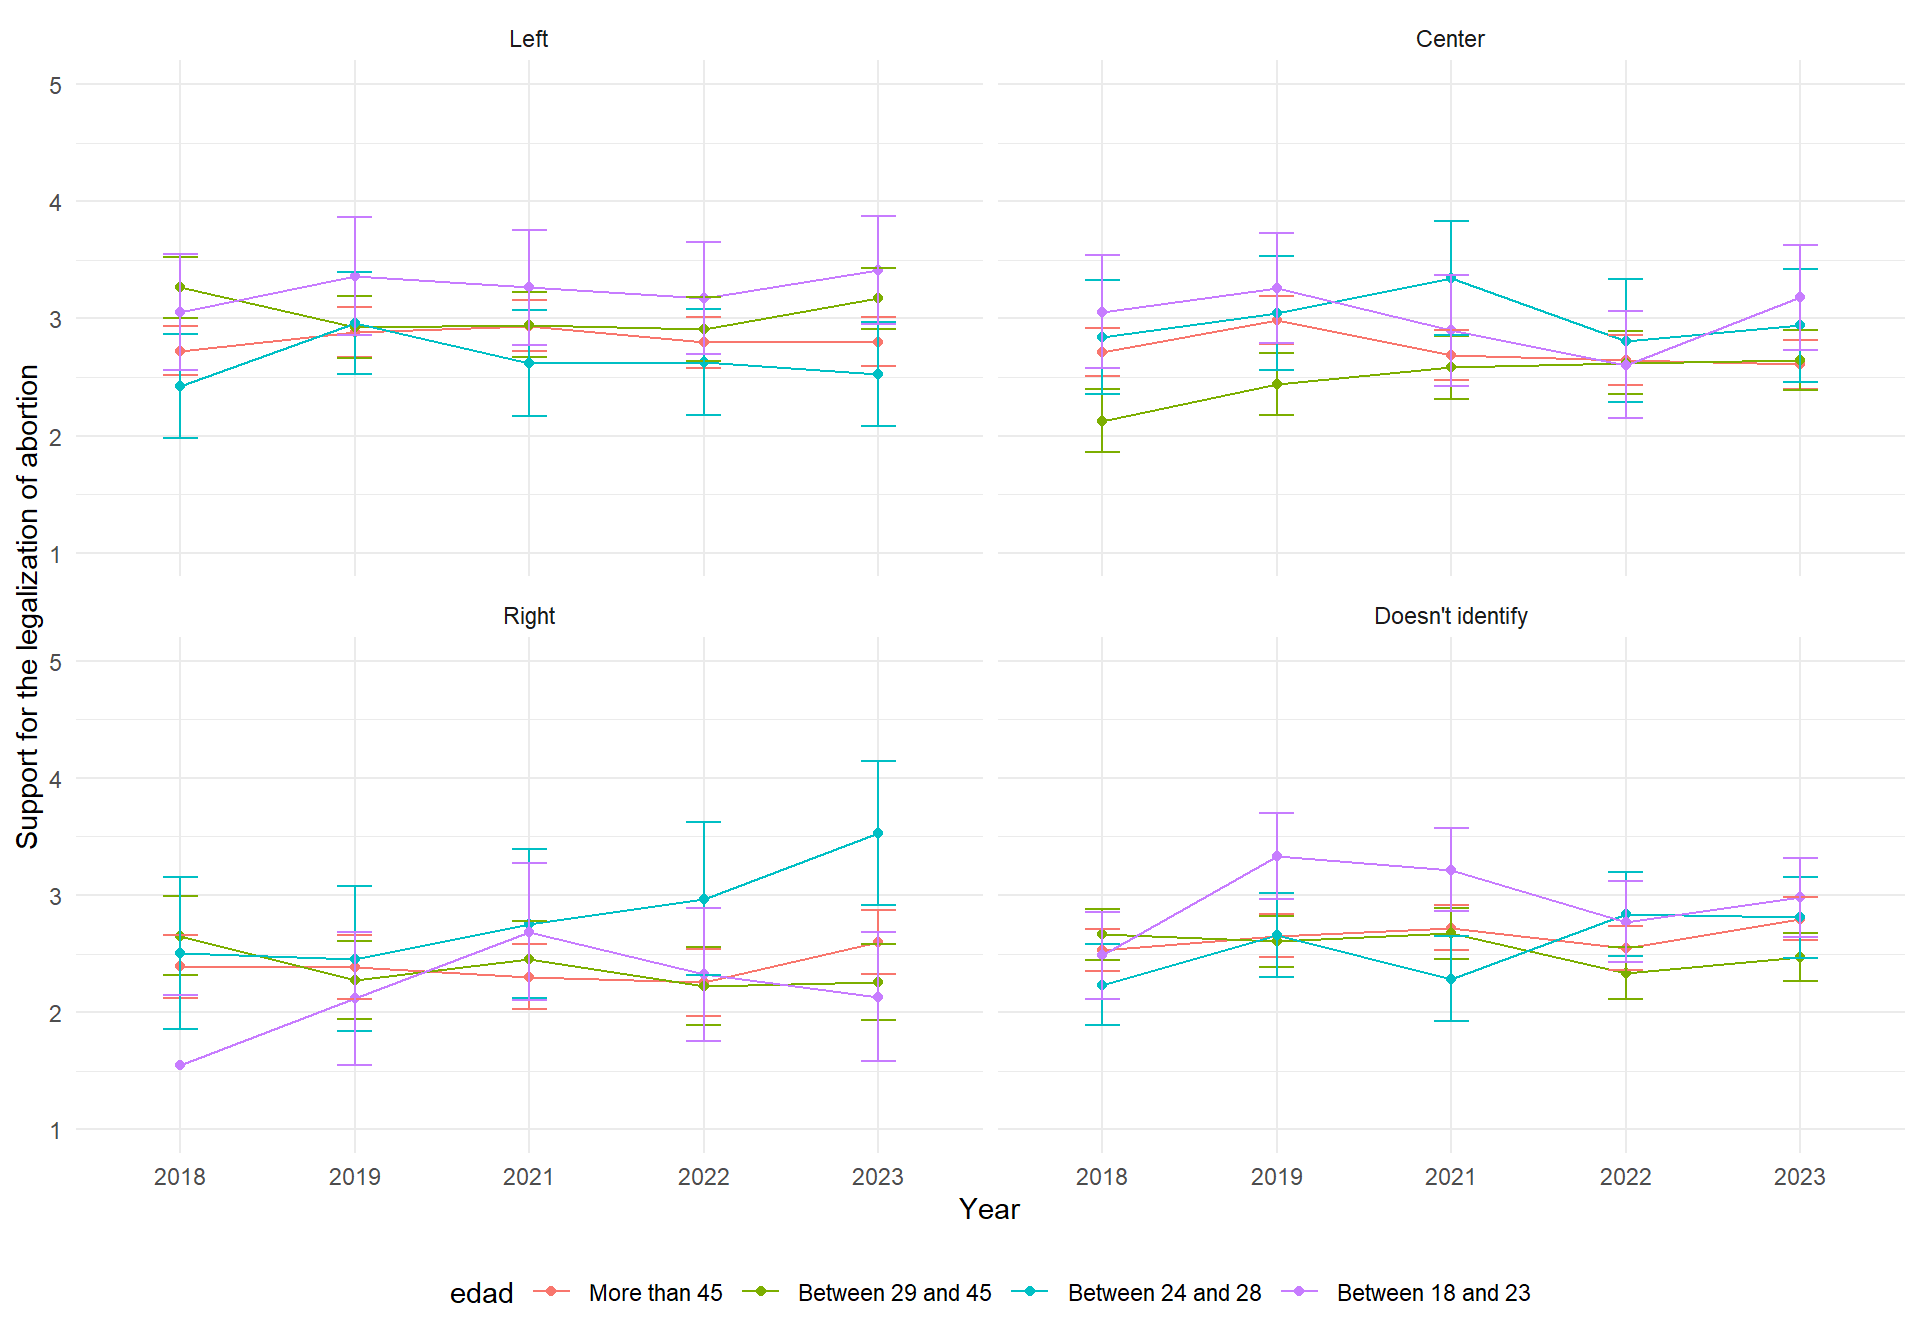 Left
Center
5
4
3
2
1
Support for the legalization of abortion
Right
Doesn't identify
5
4
3
2
1
2018 2019 2021 2022 2023
2018 2019 2021 2022 2023
Year
edad More than 45 Between 29 and 45 Between 24 and 28 Between 18 and 23